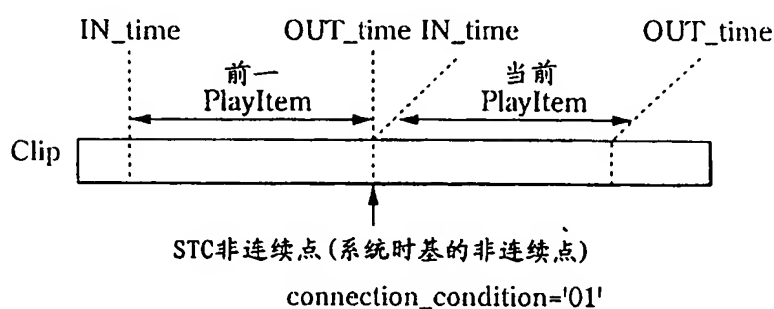 IN_time OUT_time IN_time OUT_time
前一 当前
PlayItem PlayItem
Clip
STC非连续点(系统时基的非连续点)
connection_condition='01'